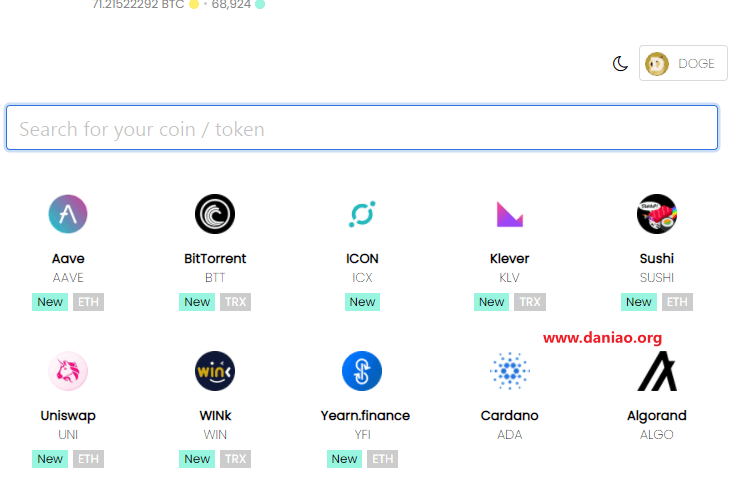 71.21522292 BTC • 68,924
DOGE
Search for your coin / token
Aave BitTorrent ICON Klever Sushi
AAVE BTT ICX KLV SUSHI
New ETH New TRX New New TRX New ETH
www.daniao.org
Uniswap WINk Yearn.finance Cardano Algorand
UNI WIN YFI ADA ALGO
New ETH New TRX New ETH